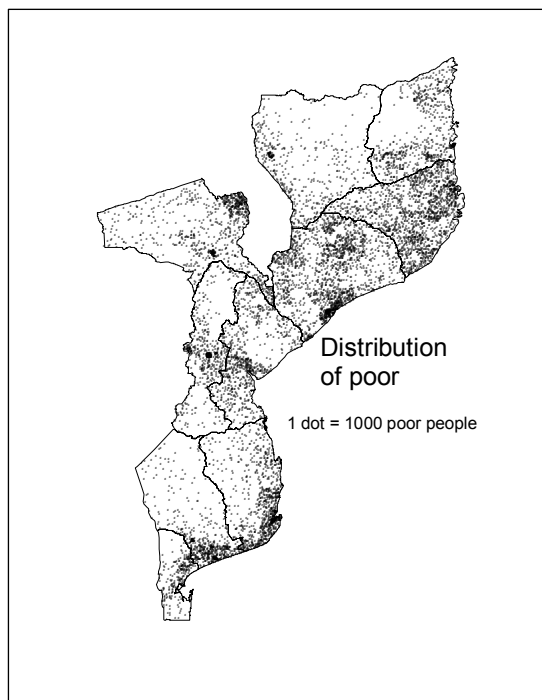 Distribution
of poor
1 dot = 1000 poor people